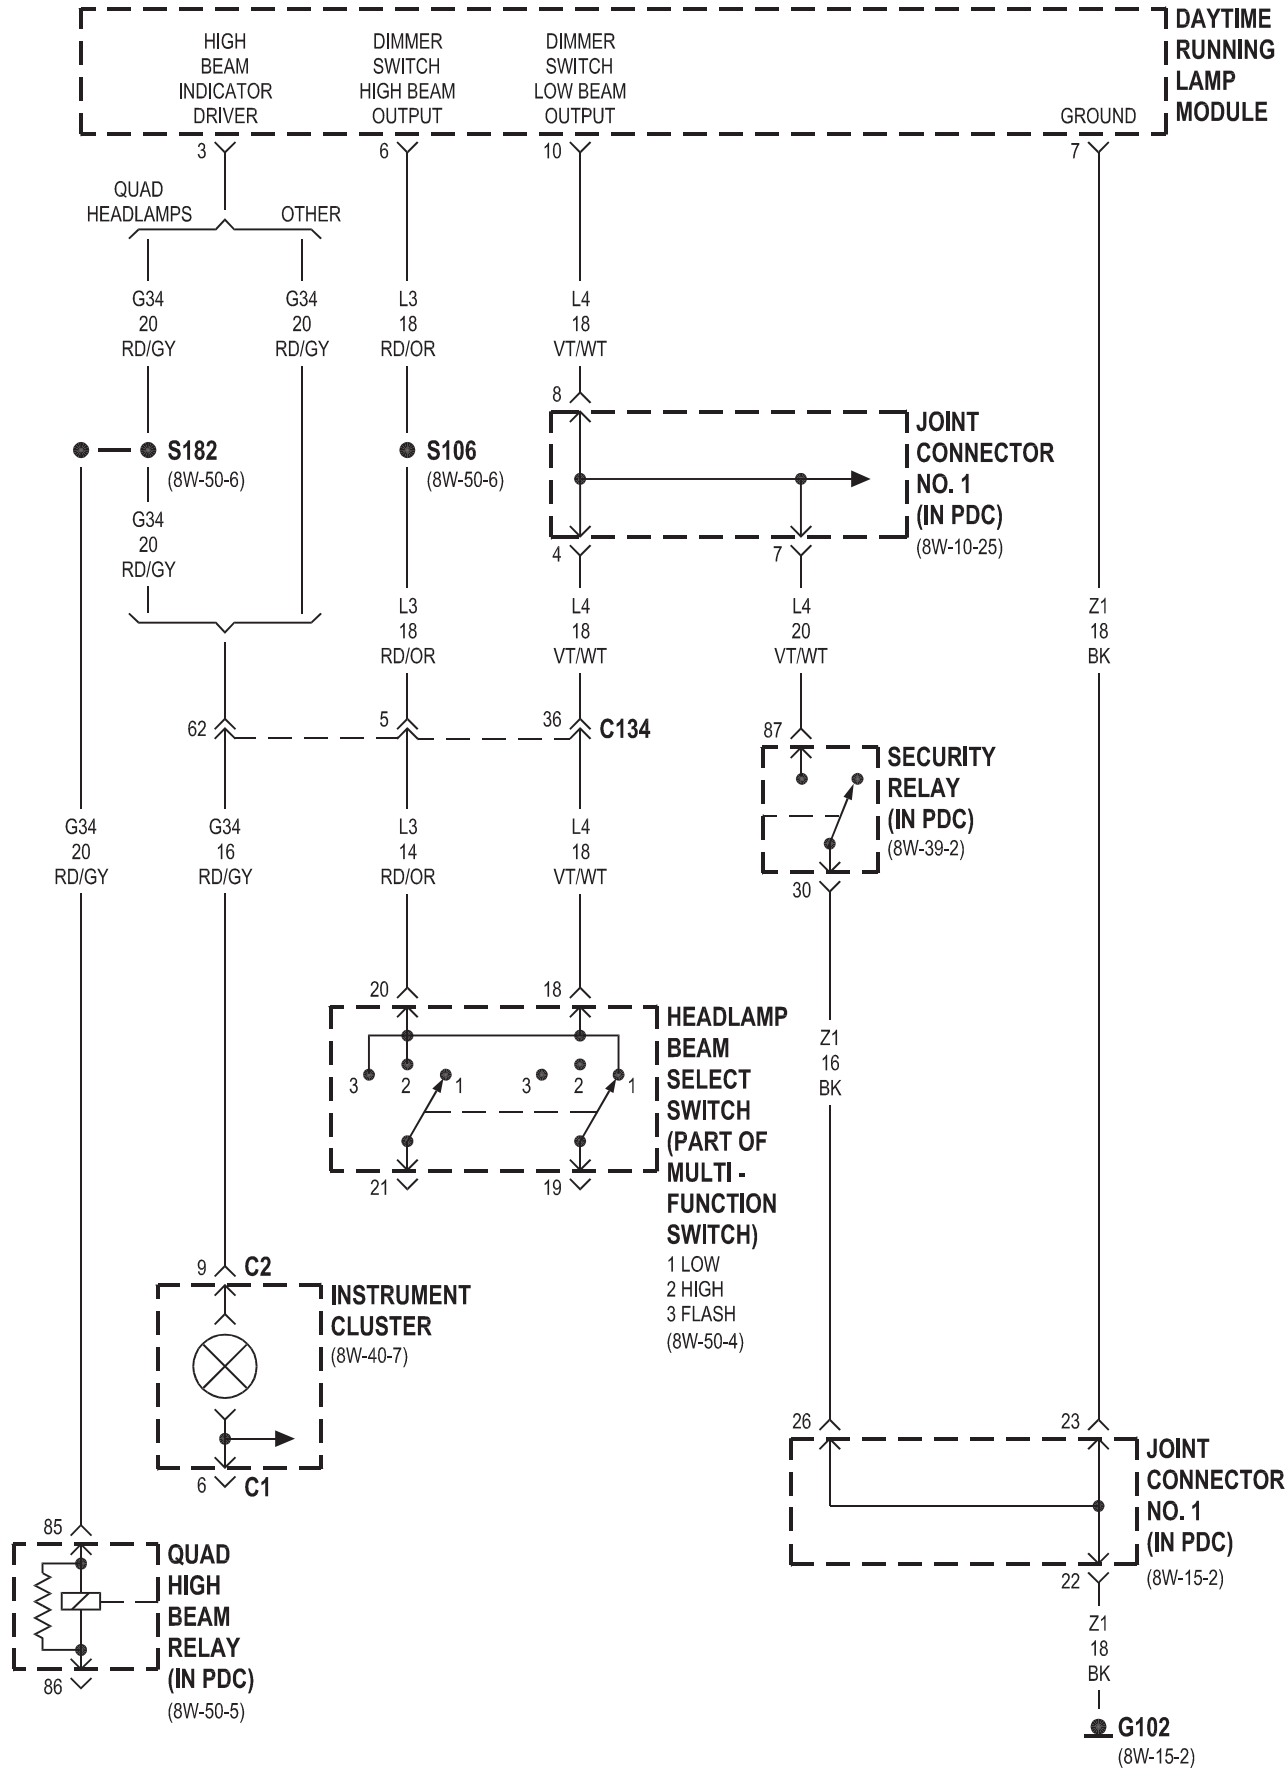 DAYTIME
RUNNING
LAMP
MODULE
HIGH
BEAM
INDICATOR
DRIVER
DIMMER
SWITCH
HIGH BEAM
OUTPUT
DIMMER
SWITCH
LOW BEAM
OUTPUT
GROUND
3
6
10
7
QUAD
HEADLAMPS
OTHER
G34
20
RD/GY
G34
20
RD/GY
L3
18
RD/OR
L4
18
VT/WT
8
JOINT
CONNECTOR
NO. 1
(IN PDC)
(8W-10-25)
S182
(8W-50-6)
S106
(8W-50-6)
G34
20
RD/GY
4
7
L3
18
RD/OR
L4
18
VT/WT
L4
20
VT/WT
Z1
18
BK
62
5
36
C134
87
SECURITY
RELAY
(IN PDC)
(8W-39-2)
30
G34
20
RD/GY
G34
16
RD/GY
L3
14
RD/OR
L4
18
VT/WT
20
18
HEADLAMP
BEAM
SELECT
SWITCH
(PART OF
MULTI -
FUNCTION
SWITCH)
1 LOW
2 HIGH
3 FLASH
(8W-50-4)
3
2
1
3
2
1
21
19
Z1
16
BK
9
C2
INSTRUMENT
CLUSTER
(8W-40-7)
6
C1
26
23
JOINT
CONNECTOR
NO. 1
(IN PDC)
(8W-15-2)
22
85
QUAD
HIGH
BEAM
RELAY
(IN PDC)
(8W-50-5)
86
Z1
18
BK
G102
(8W-15-2)